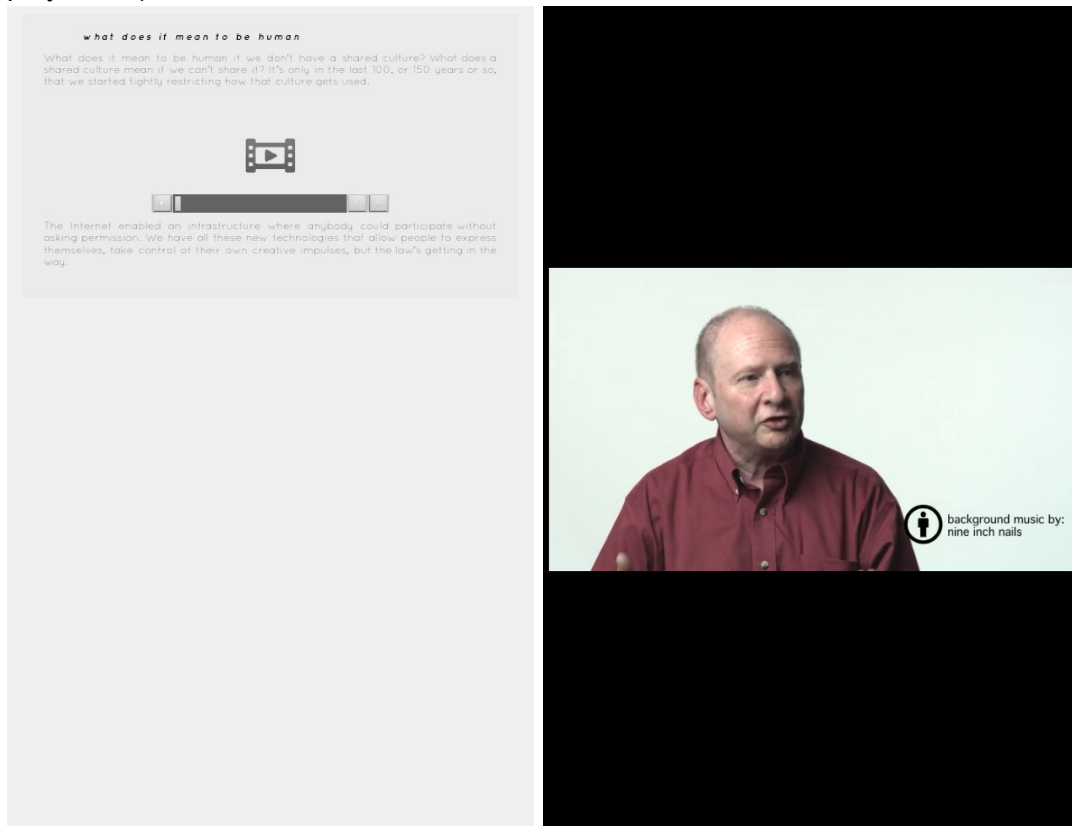 what does it mean to be human
What does it mean to be human if we don't have a shared culture? What does a
shared culture mean if we can't share it? It's only in the last 100, or 150 years or so,
that we started tightly restricting how that culture gets used.
The Internet enabled an infrastructure where anybody could participate without
asking permission. We have all these new technologies that allow people to express
themselves, take control of their own creative impulses, but the law's getting in the
way.
background music by:
nine inch nails